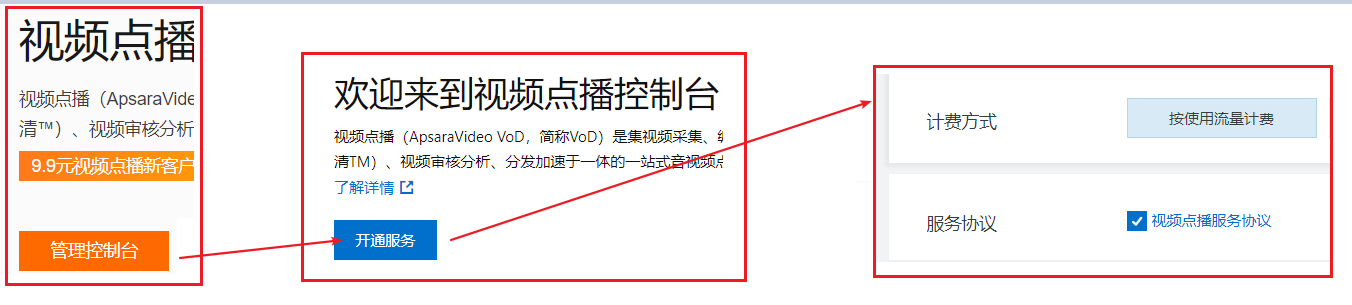 视频点播
视频点播（ApsaraVide
清™）、视频审核分析
9.9元视频点播新客户
管理控制台
欢迎来到视频点播控制台
视频点播（ApsaraVideo VoD，简称VoD）是集视频采集、
清TM）、视频审核分析、分发加速于一体的一站式音视频点
了解详情
开通服务
计费方式
按使用流量计费
服务协议
视频点播服务协议